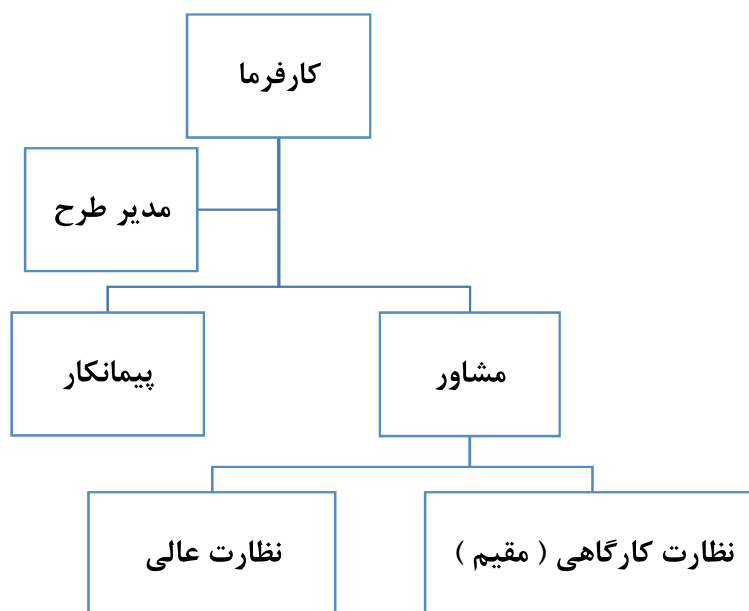 کارفرما
مدیر طرح
مشاور
پیمانکار
نظارت کارگاهی ( مقیم )
نظارت عالی